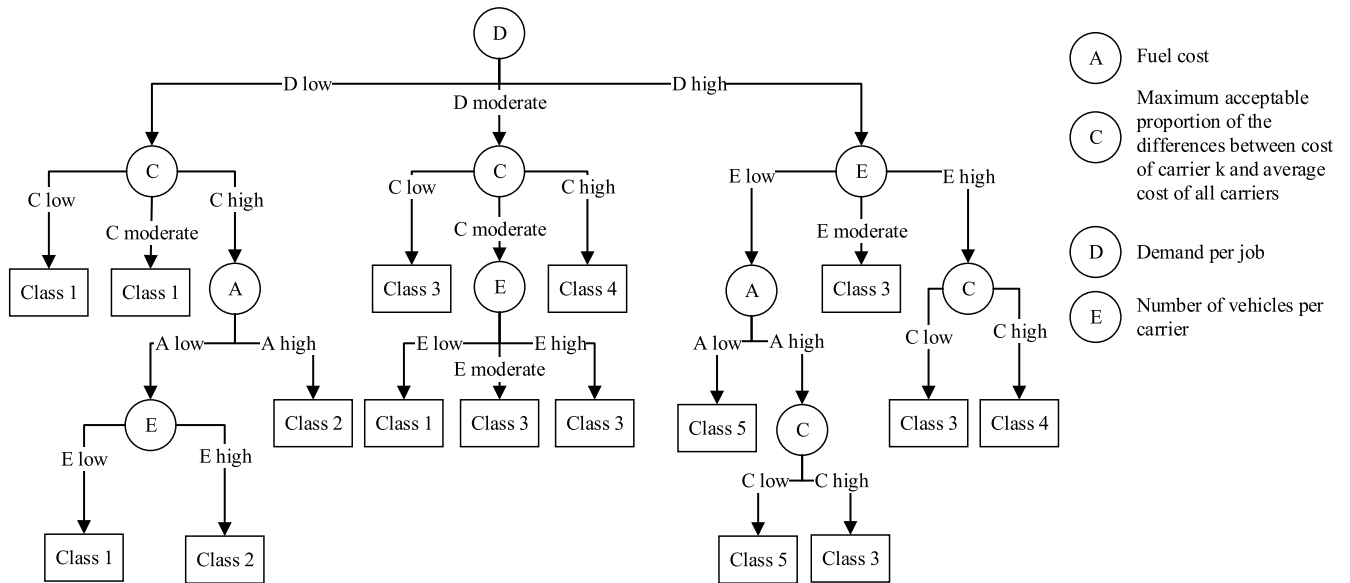 D
D low
D moderate
D high
C
C
E
C low
C moderate
C high
C low
C moderate
C high
E low
E moderate
E high
Class 1
Class 1
A
Class 3
E
Class 4
A
Class 3
C
A low
A high
E low
E moderate
E high
A low
A high
C low
C high
E
Class 2
Class 1
Class 3
Class 3
Class 5
C
Class 3
Class 4
E low
E high
C low
C high
Class 1
Class 2
Class 5
Class 3
A
Fuel cost
C
Maximum acceptable
proportion of the
differences between cost
of carrier k and average
cost of all carriers
D
Demand per job
E
Number of vehicles per
carrier